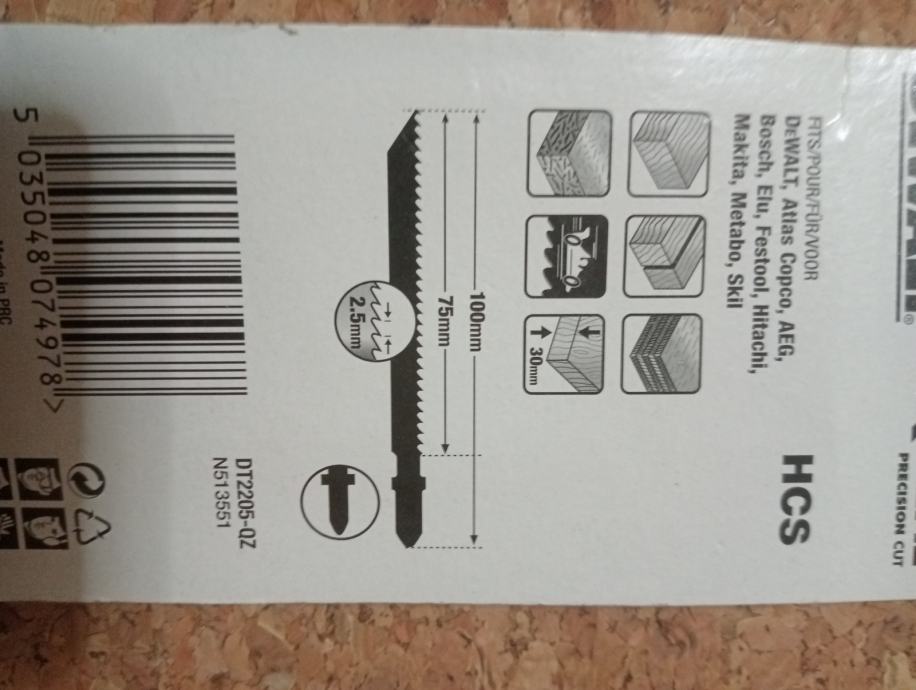 PRECISION CUT
HCS
FITS/POUR/FÜR/VOOR
DEWALT, Atlas Copco, AEG,
Bosch, Elu, Festool, Hitachi,
Makita, Metabo, Skil
30mm
100mm
75mm
2.5mm
DT2205-QZ
N513551
5 035048 074978 >
Made in PRC